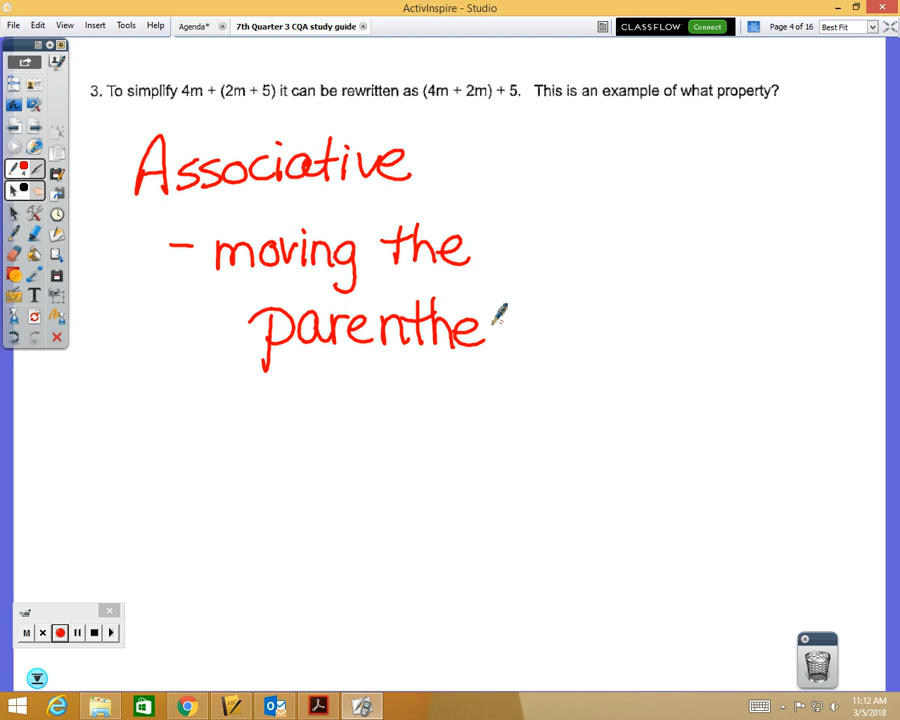 ActivInspire - Studio
File Edit View Insert Tools Help Agenda* 7th Quarter 3 CQA study guide CLASSFLOW Connect Page 4 of 16 Best Fit
3. To simplify 4m + (2m + 5) it can be rewritten as (4m + 2m) + 5. This is an example of what property?
Associative
- moving the
parenthe
4
T
M
ABC
11:12 AM
3/5/2018